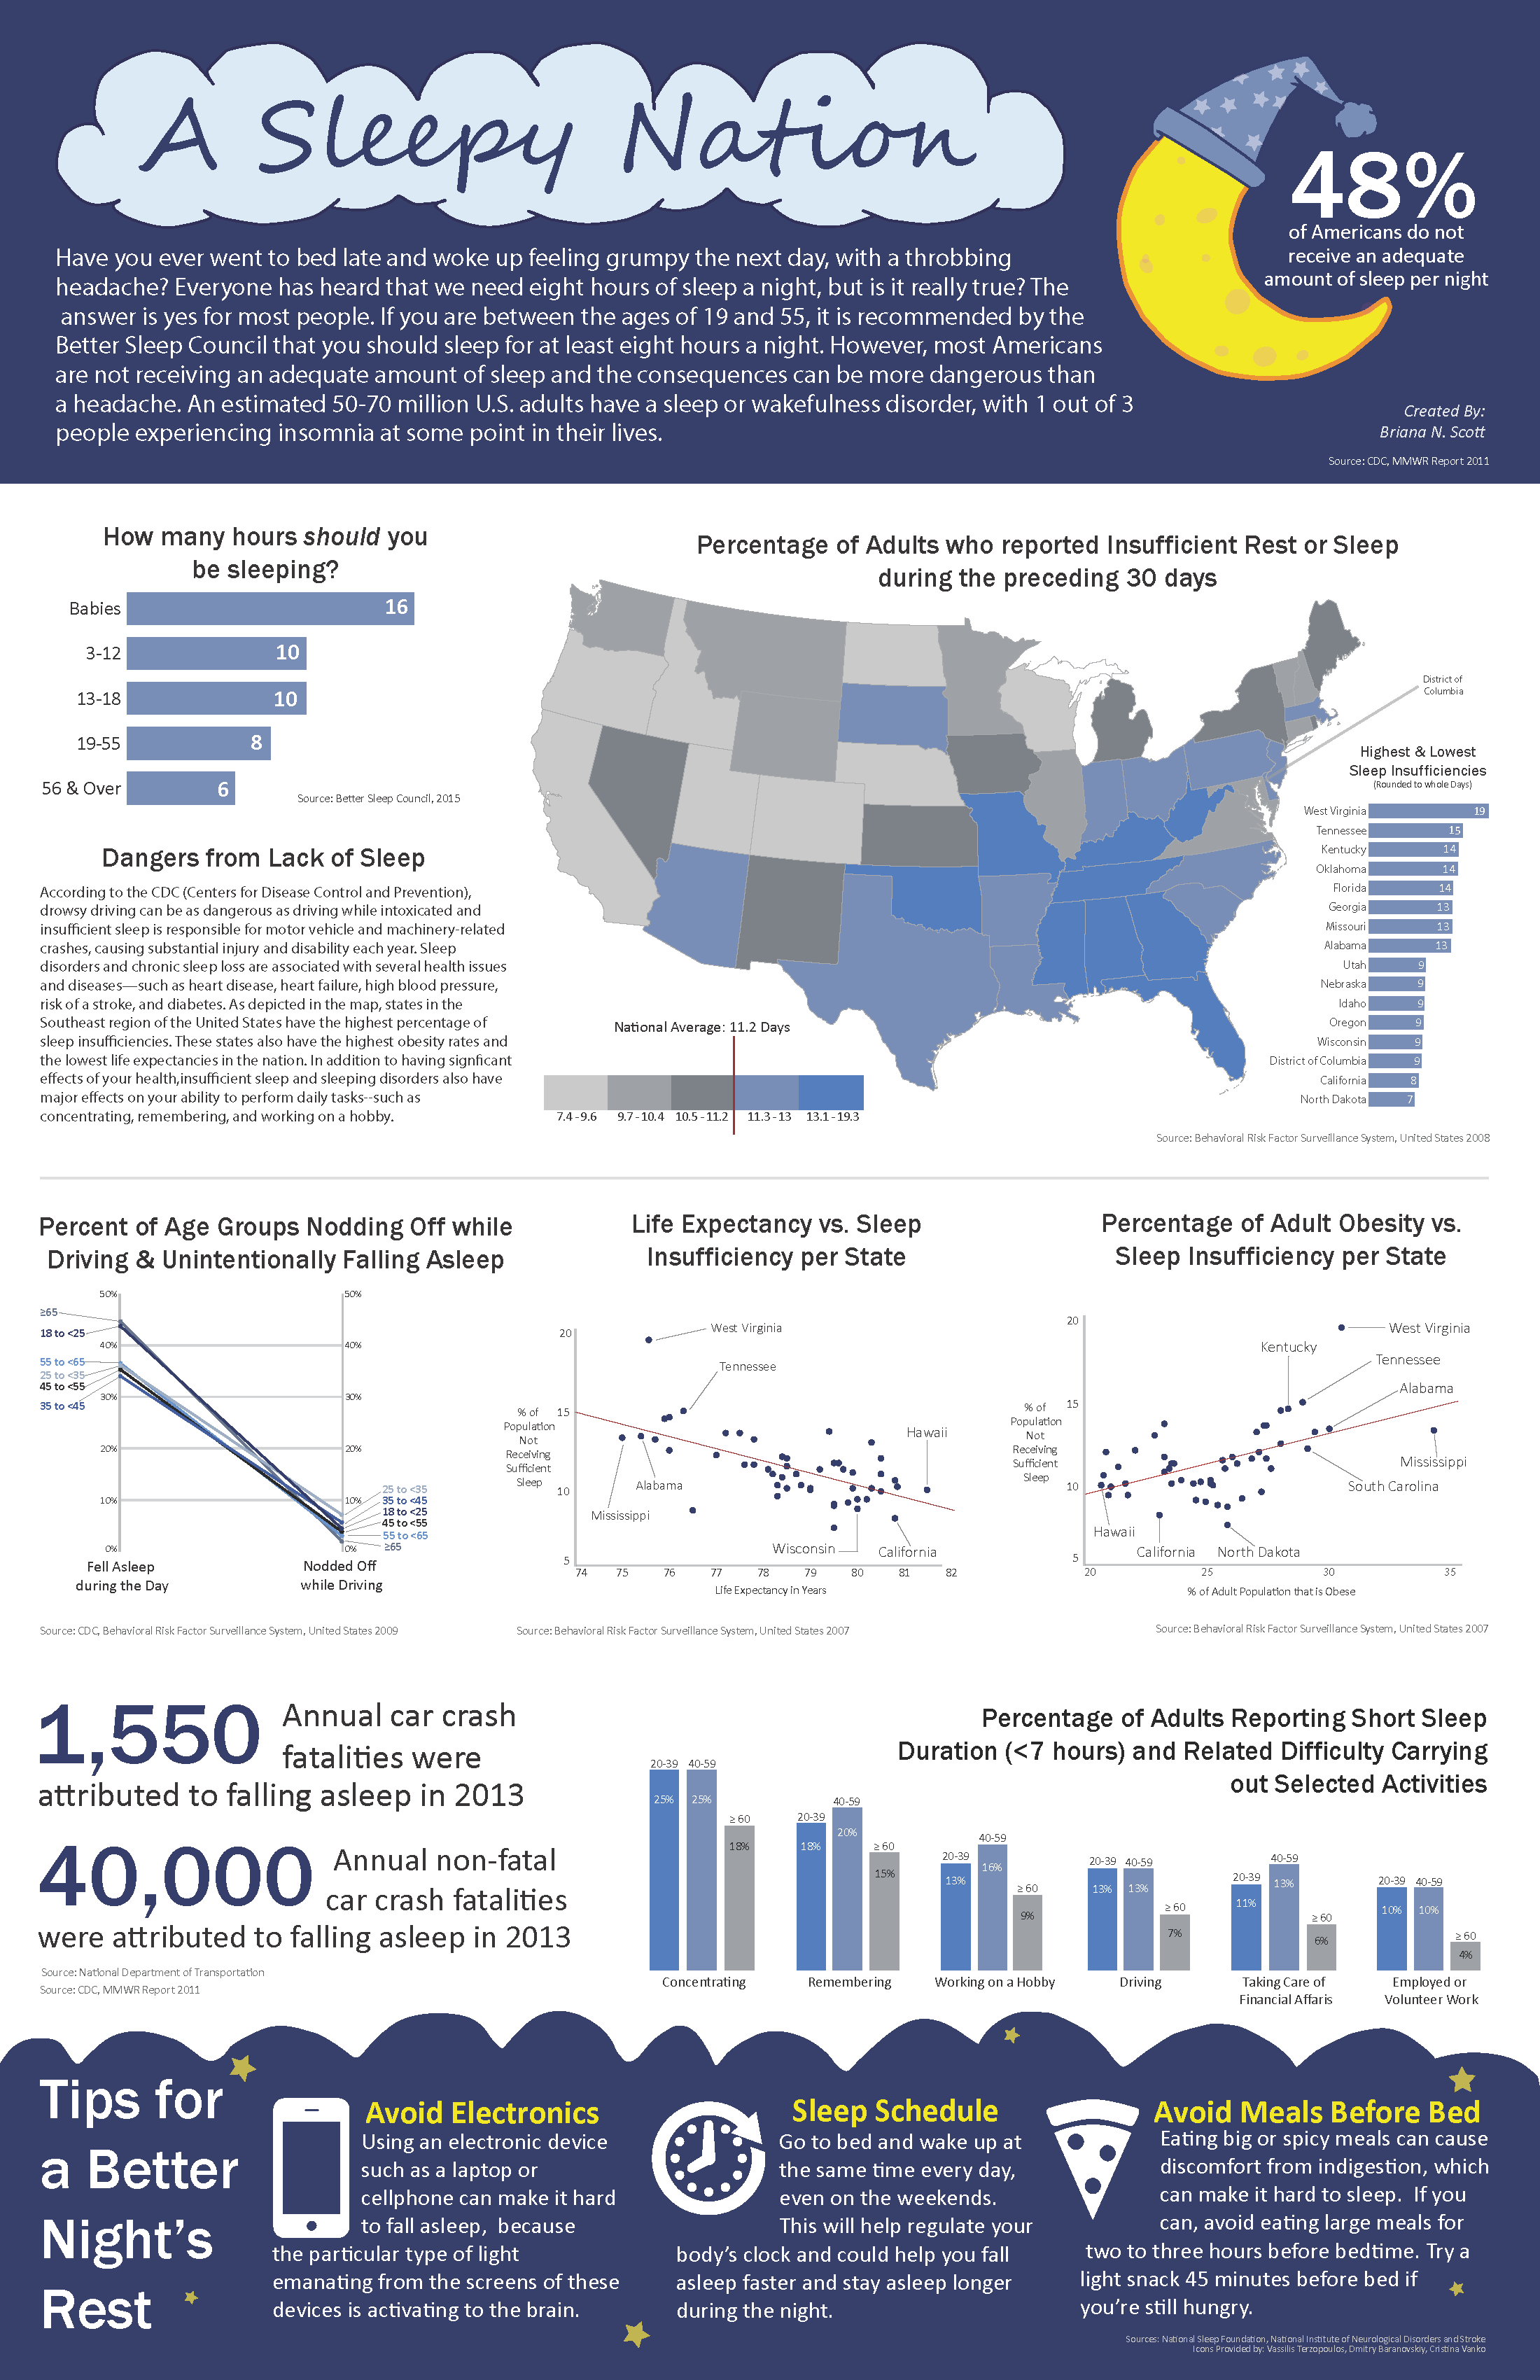 A Sleepy Nation
48%
of Americans do not
receive an adequate
amount of sleep per night
Have you ever went to bed late and woke up feeling grumpy the next day, with a throbbing
headache? Everyone has heard that we need eight hours of sleep a night, but is it really true? The
answer is yes for most people. If you are between the ages of 19 and 55, it is recommended by the
Better Sleep Council that you should sleep for at least eight hours a night. However, most Americans
are not receiving an adequate amount of sleep and the consequences can be more dangerous than
a headache. An estimated 50-70 million U.S. adults have a sleep or wakefulness disorder, with 1 out of 3
people experiencing insomnia at some point in their lives.
Created By:
Briana N. Scott
Source: CDC, MMWR Report 2011
How many hours should you
be sleeping?
Babies 16
3-12 10
13-18 10
19-55 8
56 & Over 6
Source: Better Sleep Council, 2015
Dangers from Lack of Sleep
According to the CDC (Centers for Disease Control and Prevention),
drowsy driving can be as dangerous as driving while intoxicated and
insufficient sleep is responsible for motor vehicle and machinery-related
crashes, causing substantial injury and disability each year. Sleep
disorders and chronic sleep loss are associated with several health issues
and diseases—such as heart disease, heart failure, high blood pressure,
risk of a stroke, and diabetes. As depicted in the map, states in the
Southeast region of the United States have the highest percentage of
sleep insufficiencies. These states also have the highest obesity rates and
the lowest life expectancies in the nation. In addition to having signficant
effects of your health,insufficient sleep and sleeping disorders also have
major effects on your ability to perform daily tasks--such as
concentrating, remembering, and working on a hobby.
Percentage of Adults who reported Insufficient Rest or Sleep
during the preceding 30 days
District of
Columbia
National Average: 11.2 Days
7.4 - 9.6 9.7 - 10.4 10.5 - 11.2 11.3 - 13 13.1 - 19.3
Highest & Lowest
Sleep Insufficiencies
(Rounded to whole Days)
West Virginia 19
Tennessee 15
Kentucky 14
Oklahoma 14
Florida 14
Georgia 13
Missouri 13
Alabama 13
Utah 9
Nebraska 9
Idaho 9
Oregon 9
Wisconsin 9
District of Columbia 9
California 8
North Dakota 7
Source: Behavioral Risk Factor Surveillance System, United States 2008
Percent of Age Groups Nodding Off while
Driving & Unintentionally Falling Asleep
50% 50%
≥65
18 to <25
40% 40%
55 to <65
25 to <35
45 to <55
30% 30%
35 to <45
20% 20%
10% 10%
25 to <35
35 to <45
18 to <25
45 to <55
55 to <65
≥65
0% 0%
Fell Asleep
during the Day
Nodded Off
while Driving
Source: CDC, Behavioral Risk Factor Surveillance System, United States 2009
Life Expectancy vs. Sleep
Insufficiency per State
% of
Population
Not
Receiving
Sufficient
Sleep
20
15
10
5
West Virginia
Tennessee
Hawaii
Alabama
Mississippi
Wisconsin
California
74 75 76 77 78 79 80 81 82
Life Expectancy in Years
Source: Behavioral Risk Factor Surveillance System, United States 2007
Percentage of Adult Obesity vs.
Sleep Insufficiency per State
% of
Population
Not
Receiving
Sufficient
Sleep
20
15
10
5
West Virginia
Kentucky
Tennessee
Alabama
Mississippi
South Carolina
Hawaii
California
North Dakota
20 25 30 35
% of Adult Population that is Obese
Source: Behavioral Risk Factor Surveillance System, United States 2007
1,550 Annual car crash
fatalities were
attributed to falling asleep in 2013
40,000 Annual non-fatal
car crash fatalities
were attributed to falling asleep in 2013
Source: National Department of Transportation
Source: CDC, MMWR Report 2011
Percentage of Adults Reporting Short Sleep
Duration (<7 hours) and Related Difficulty Carrying
out Selected Activities
20-39 40-59 ≥ 60
25% 25% 18%
Concentrating
20-39 40-59 ≥ 60
18% 20% 15%
Remembering
20-39 40-59 ≥ 60
13% 16% 9%
Working on a Hobby
20-39 40-59 ≥ 60
13% 13% 7%
Driving
20-39 40-59 ≥ 60
11% 13% 6%
Taking Care of
Financial Affaris
20-39 40-59 ≥ 60
10% 10% 4%
Employed or
Volunteer Work
Tips for
a Better
Night's
Rest
Avoid Electronics
Using an electronic device
such as a laptop or
cellphone can make it hard
to fall asleep, because
the particular type of light
emanating from the screens of these
devices is activating to the brain.
Sleep Schedule
Go to bed and wake up at
the same time every day,
even on the weekends.
This will help regulate your
body's clock and could help you fall
asleep faster and stay asleep longer
during the night.
Avoid Meals Before Bed
Eating big or spicy meals can cause
discomfort from indigestion, which
can make it hard to sleep. If you
can, avoid eating large meals for
two to three hours before bedtime. Try a
light snack 45 minutes before bed if
you're still hungry.
Sources: National Sleep Foundation, National Institute of Neurological Disorders and Stroke
Icons Provided by: Vassilis Terzopoulos, Dmitry Baranovskiy, Cristina Vanko